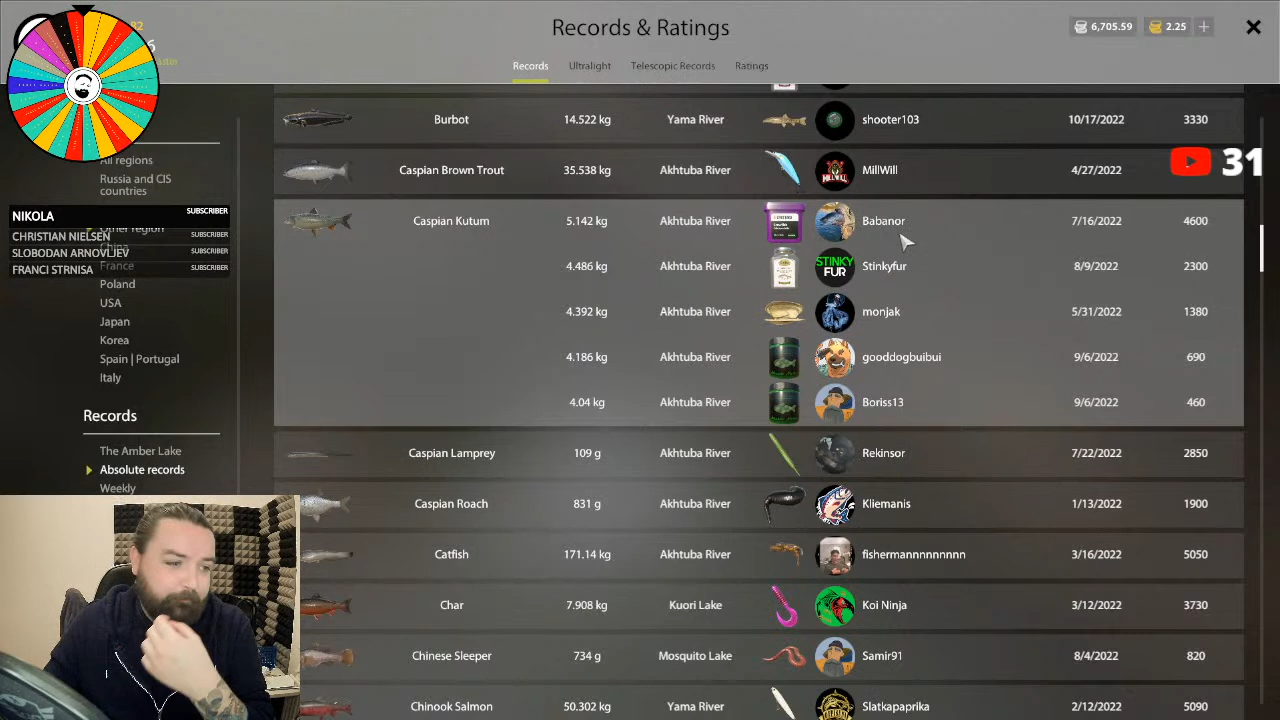 Records & Ratings
6,705.59
2.25
Records
Ultralight
Telescopic Records
Ratings
All regions
Russia and CIS
countries
Other region
China
France
Poland
USA
Japan
Korea
Spain | Portugal
Italy
Records
The Amber Lake
Absolute records
Weekly
NIKOLA SUBSCRIBER
CHRISTIAN NIELSEN SUBSCRIBER
SLOBODAN ARNOVLJEV SUBSCRIBER
FRANCI STRNISA SUBSCRIBER
31
Burbot 14.522 kg Yama River shooter103 10/17/2022 3330
Caspian Brown Trout 35.538 kg Akhtuba River MillWill 4/27/2022
Caspian Kutum 5.142 kg Akhtuba River Babanor 7/16/2022 4600
4.486 kg Akhtuba River STINKY FUR Stinkyfur 8/9/2022 2300
4.392 kg Akhtuba River monjak 5/31/2022 1380
4.186 kg Akhtuba River gooddogbuibui 9/6/2022 690
4.04 kg Akhtuba River Boriss13 9/6/2022 460
Caspian Lamprey 109 g Akhtuba River Rekinsor 7/22/2022 2850
Caspian Roach 831 g Akhtuba River Kliemanis 1/13/2022 1900
Catfish 171.14 kg Akhtuba River fishermannnnnnnn 3/16/2022 5050
Char 7.908 kg Kuori Lake Koi Ninja 3/12/2022 3730
Chinese Sleeper 734 g Mosquito Lake Samir91 8/4/2022 820
Chinook Salmon 50.302 kg Yama River Slatkapaprika 2/12/2022 5090